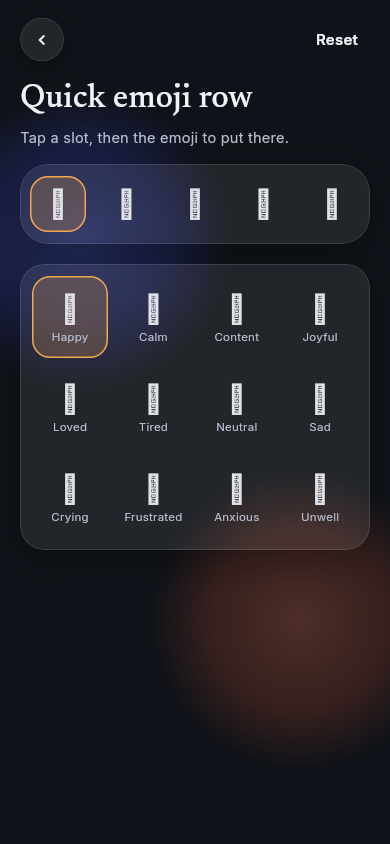 Reset
Quick emoji row
Tap a slot, then the emoji to put there.
Happy Calm Content Joyful
Loved Tired Neutral Sad
Crying Frustrated Anxious Unwell